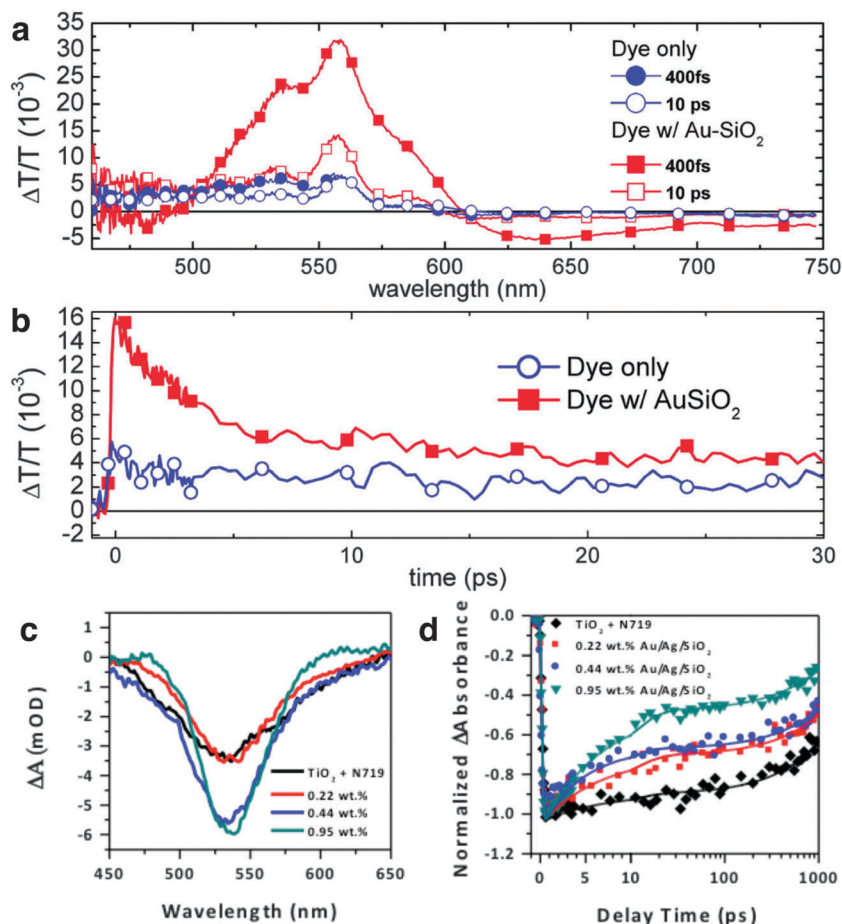 a
35
30
25
20
15
10
5
0
-5
ΔT/T (10⁻³)
Dye only
400fs
10 ps
Dye w/ Au-SiO₂
400fs
10 ps
500
550
600
650
700
750
wavelength (nm)
b
16
14
12
10
8
6
4
2
0
-2
ΔT/T (10⁻³)
Dye only
Dye w/ AuSiO₂
0
10
20
30
time (ps)
c
1
0
-1
-2
-3
-4
-5
-6
ΔA (mOD)
TiO₂ + N719
0.22 wt.%
0.44 wt.%
0.95 wt.%
450
500
550
600
650
Wavelength (nm)
d
0.0
-0.2
-0.4
-0.6
-0.8
-1.0
-1.2
Normalized ΔAbsorbance
TiO₂ + N719
0.22 wt.% Au/Ag/SiO₂
0.44 wt.% Au/Ag/SiO₂
0.95 wt.% Au/Ag/SiO₂
0
5
10
100
1000
Delay Time (ps)